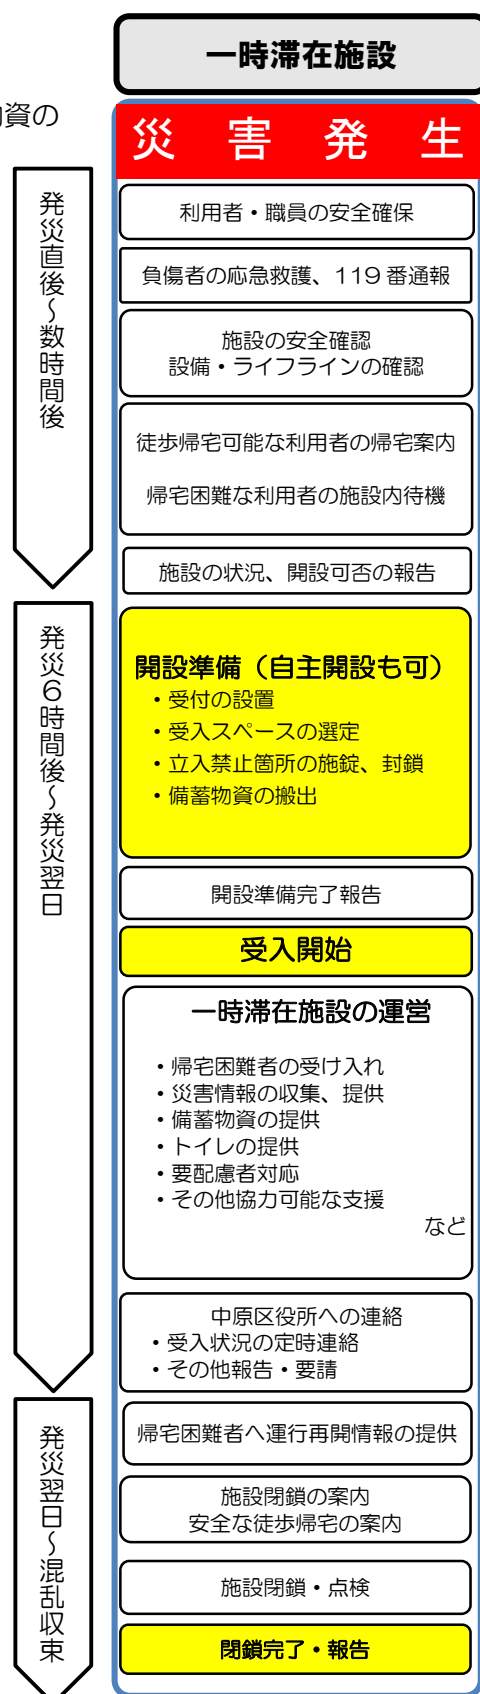 一時滞在施設
資の
災害発生
発災直後～数時間後
利用者・職員の安全確保
負傷者の応急救護、119番通報
施設の安全確認
設備・ライフラインの確認
徒歩帰宅可能な利用者の帰宅案内
帰宅困難な利用者の施設内待機
施設の状況、開設可否の報告
発災6時間後～発災翌日
開設準備（自主開設も可）
・受付の設置
・受入スペースの選定
・立入禁止箇所の施錠、封鎖
・備蓄物資の搬出
開設準備完了報告
受入開始
一時滞在施設の運営
・帰宅困難者の受け入れ
・災害情報の収集、提供
・備蓄物資の提供
・トイレの提供
・要配慮者対応
・その他協力可能な支援
など
中原区役所への連絡
・受入状況の定時連絡
・その他報告・要請
発災翌日～混乱収束
帰宅困難者へ運行再開情報の提供
施設閉鎖の案内
安全な徒歩帰宅の案内
施設閉鎖・点検
閉鎖完了・報告